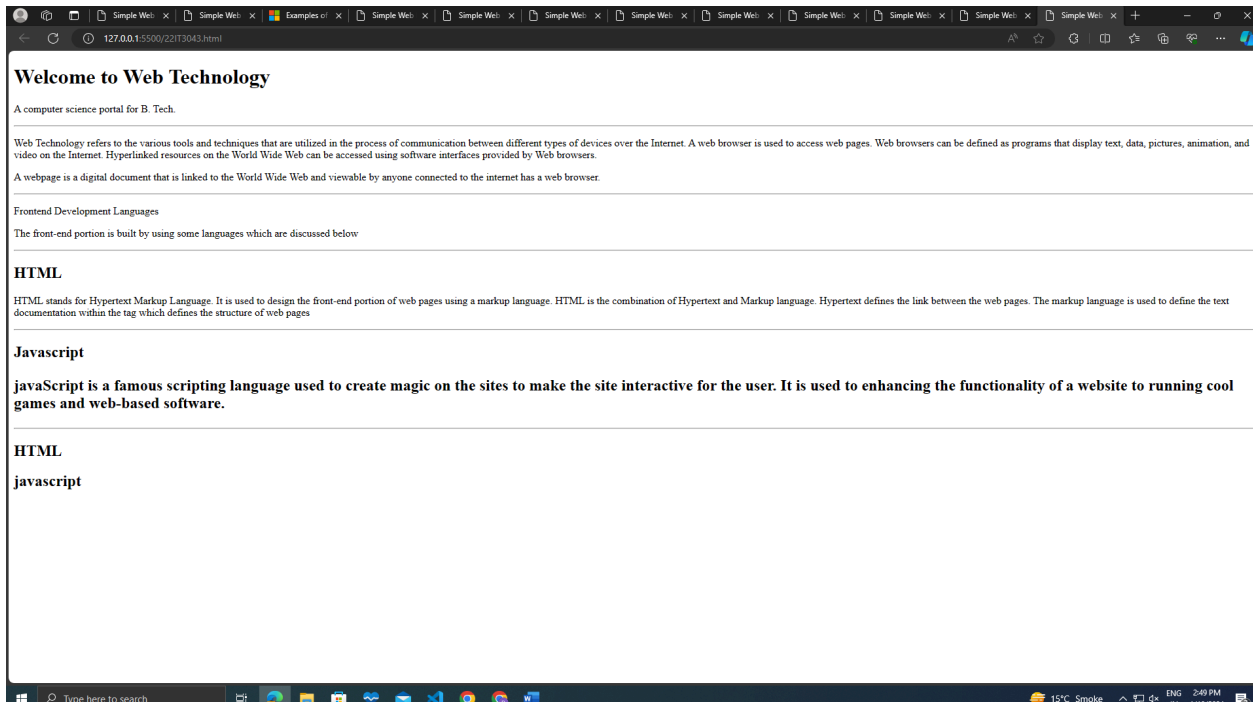 Simple Web
Simple Web
Examples of
Simple Web
Simple Web
Simple Web
Simple Web
Simple Web
Simple Web
Simple Web
Simple Web
Simple Web
127.0.0.1:5500/22IT3043.html
Welcome to Web Technology
A computer science portal for B. Tech.
Web Technology refers to the various tools and techniques that are utilized in the process of communication between different types of devices over the Internet. A web browser is used to access web pages. Web browsers can be defined as programs that display text, data, pictures, animation, and
video on the Internet. Hyperlinked resources on the World Wide Web can be accessed using software interfaces provided by Web browsers.
A webpage is a digital document that is linked to the World Wide Web and viewable by anyone connected to the internet has a web browser.
Frontend Development Languages
The front-end portion is built by using some languages which are discussed below
HTML
HTML stands for Hypertext Markup Language. It is used to design the front-end portion of web pages using a markup language. HTML is the combination of Hypertext and Markup language. Hypertext defines the link between the web pages. The markup language is used to define the text
documentation within the tag which defines the structure of web pages
Javascript
javaScript is a famous scripting language used to create magic on the sites to make the site interactive for the user. It is used to enhancing the functionality of a website to running cool
games and web-based software.
HTML
javascript
Type here to search
15°C Smoke
ENG
2:49 PM